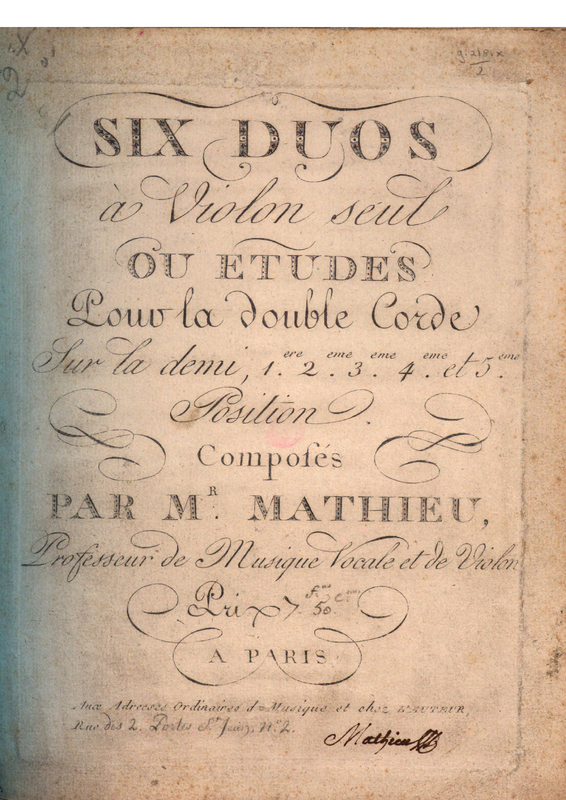 X
2
SIX DUOS
à Violon seul
OU ETUDES
Pour la double Corde
Sur la demi, 1.ere 2.eme 3.eme 4.eme et 5.eme
Position.
Composés
PAR M.R MATHIEU,
Professeur de Musique Vocale et de Violon
Prix 7.f 50.c
A PARIS
Aux Adresses Ordinaires de Musique et chez L'AUTEUR,
Rue des 2. Portes St. Jean, N.° 2.
Mathieu